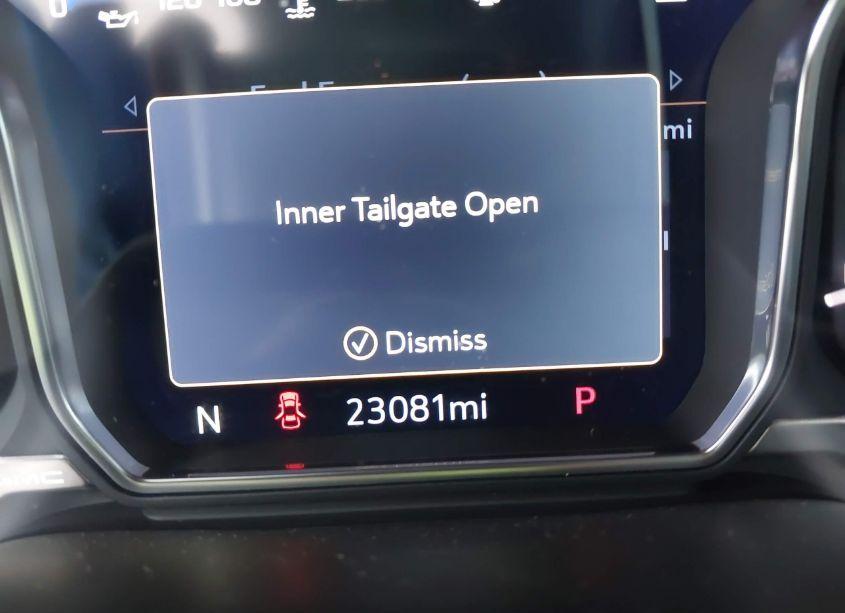 mi
Inner Tailgate Open
Dismiss
N 23081mi P